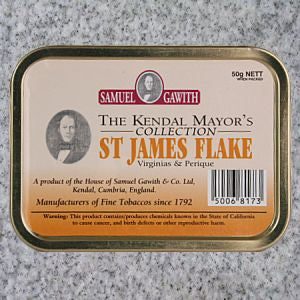 SAMUEL GAWITH
50g NETT
WHEN PACKED
THE KENDAL MAYOR'S
COLLECTION
ST JAMES FLAKE
Virginias & Perique
A product of the House of Samuel Gawith & Co. Ltd,
Kendal, Cumbria, England.
Manufacturers of Fine Tobaccos since 1792
5006 8173
Warning: This product contains/produces chemicals known in the State of California
to cause cancer, and birth defects or other reproductive harm.